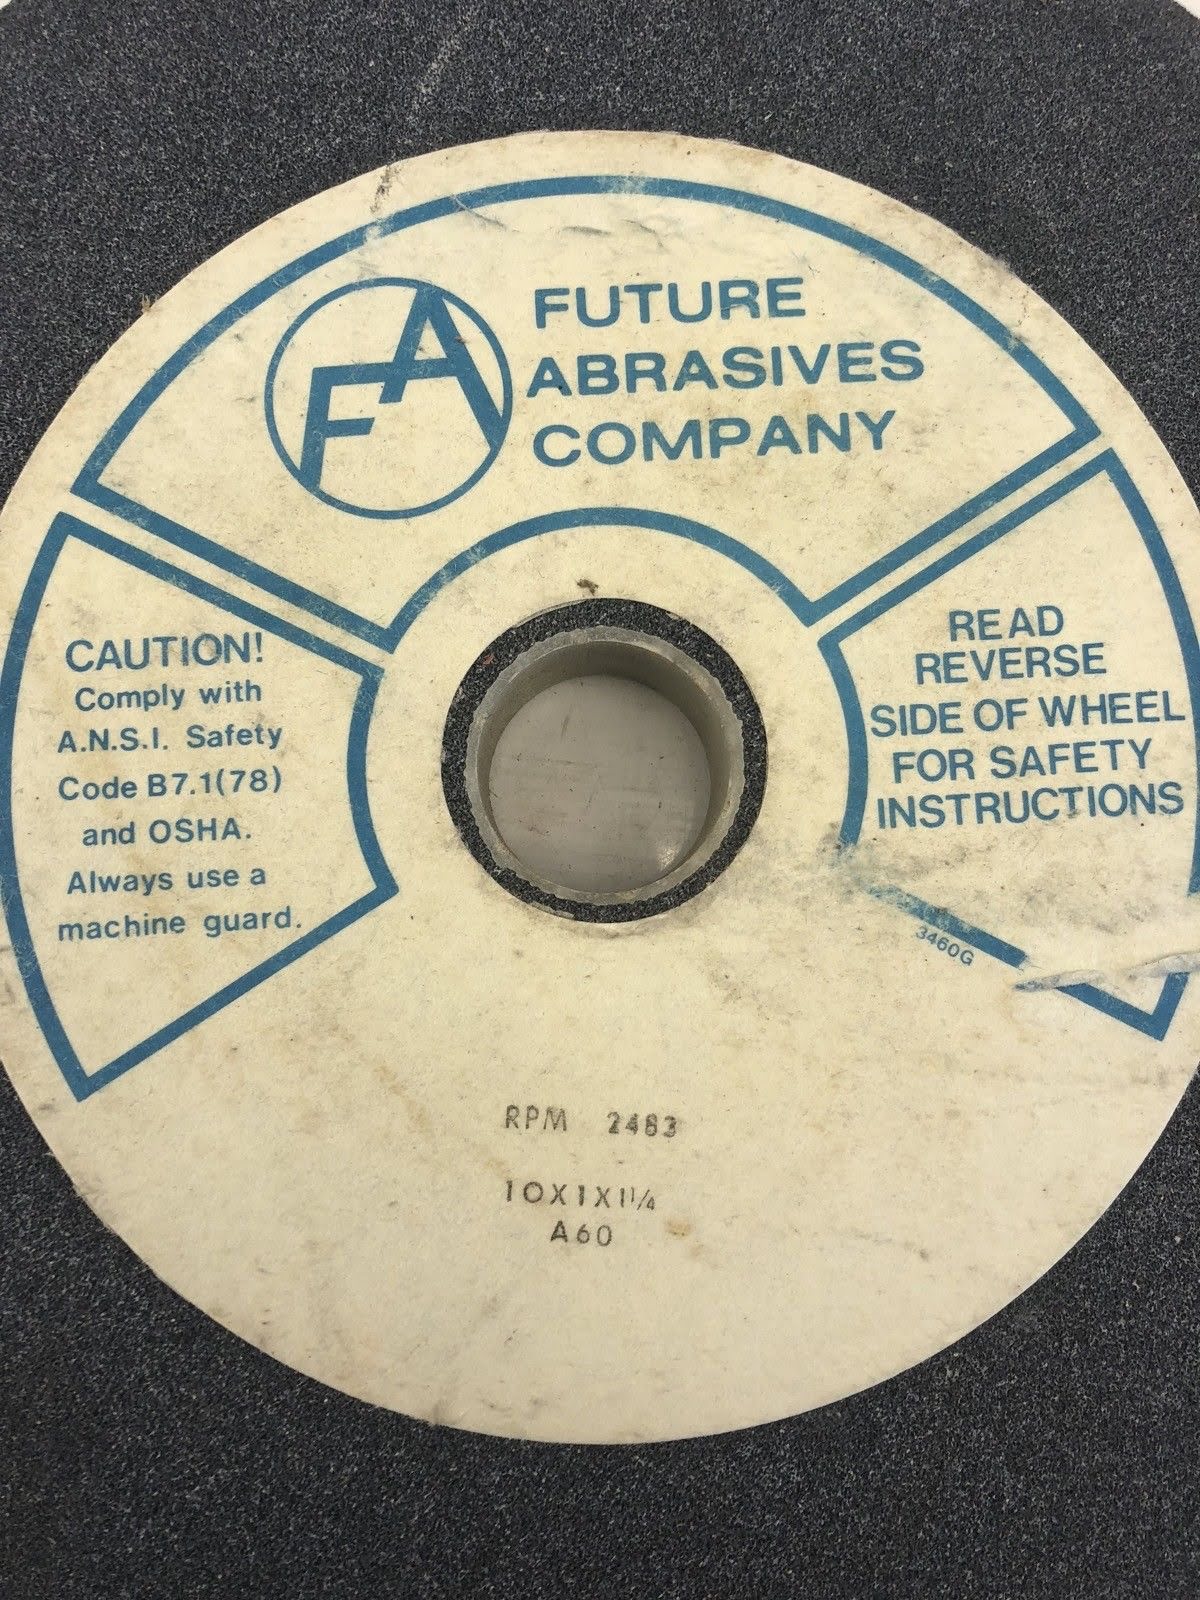 FA
FUTURE
ABRASIVES
COMPANY
CAUTION!
Comply with
A.N.S.I. Safety
Code B7.1(78)
and OSHA.
Always use a
machine guard.
READ
REVERSE
SIDE OF WHEEL
FOR SAFETY
INSTRUCTIONS
3460G
RPM 2483
10X1X1¼
A60